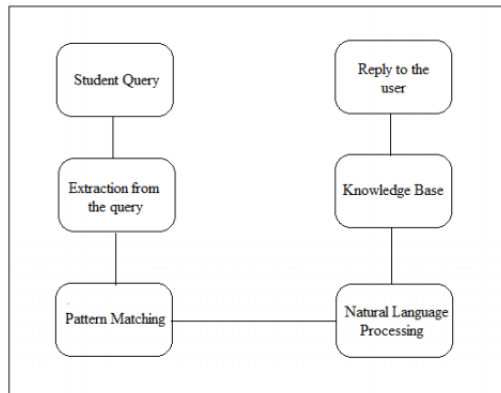 Student Query
Extraction from
the query
Pattern Matching
Natural Language
Processing
Knowledge Base
Reply to the
user